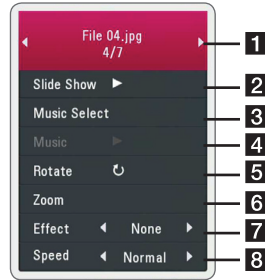 File 04.jpg 1
4/7
Slide Show 2
Music Select 3
Music 4
Rotate 5
Zoom 6
Effect None 7
Speed Normal 8